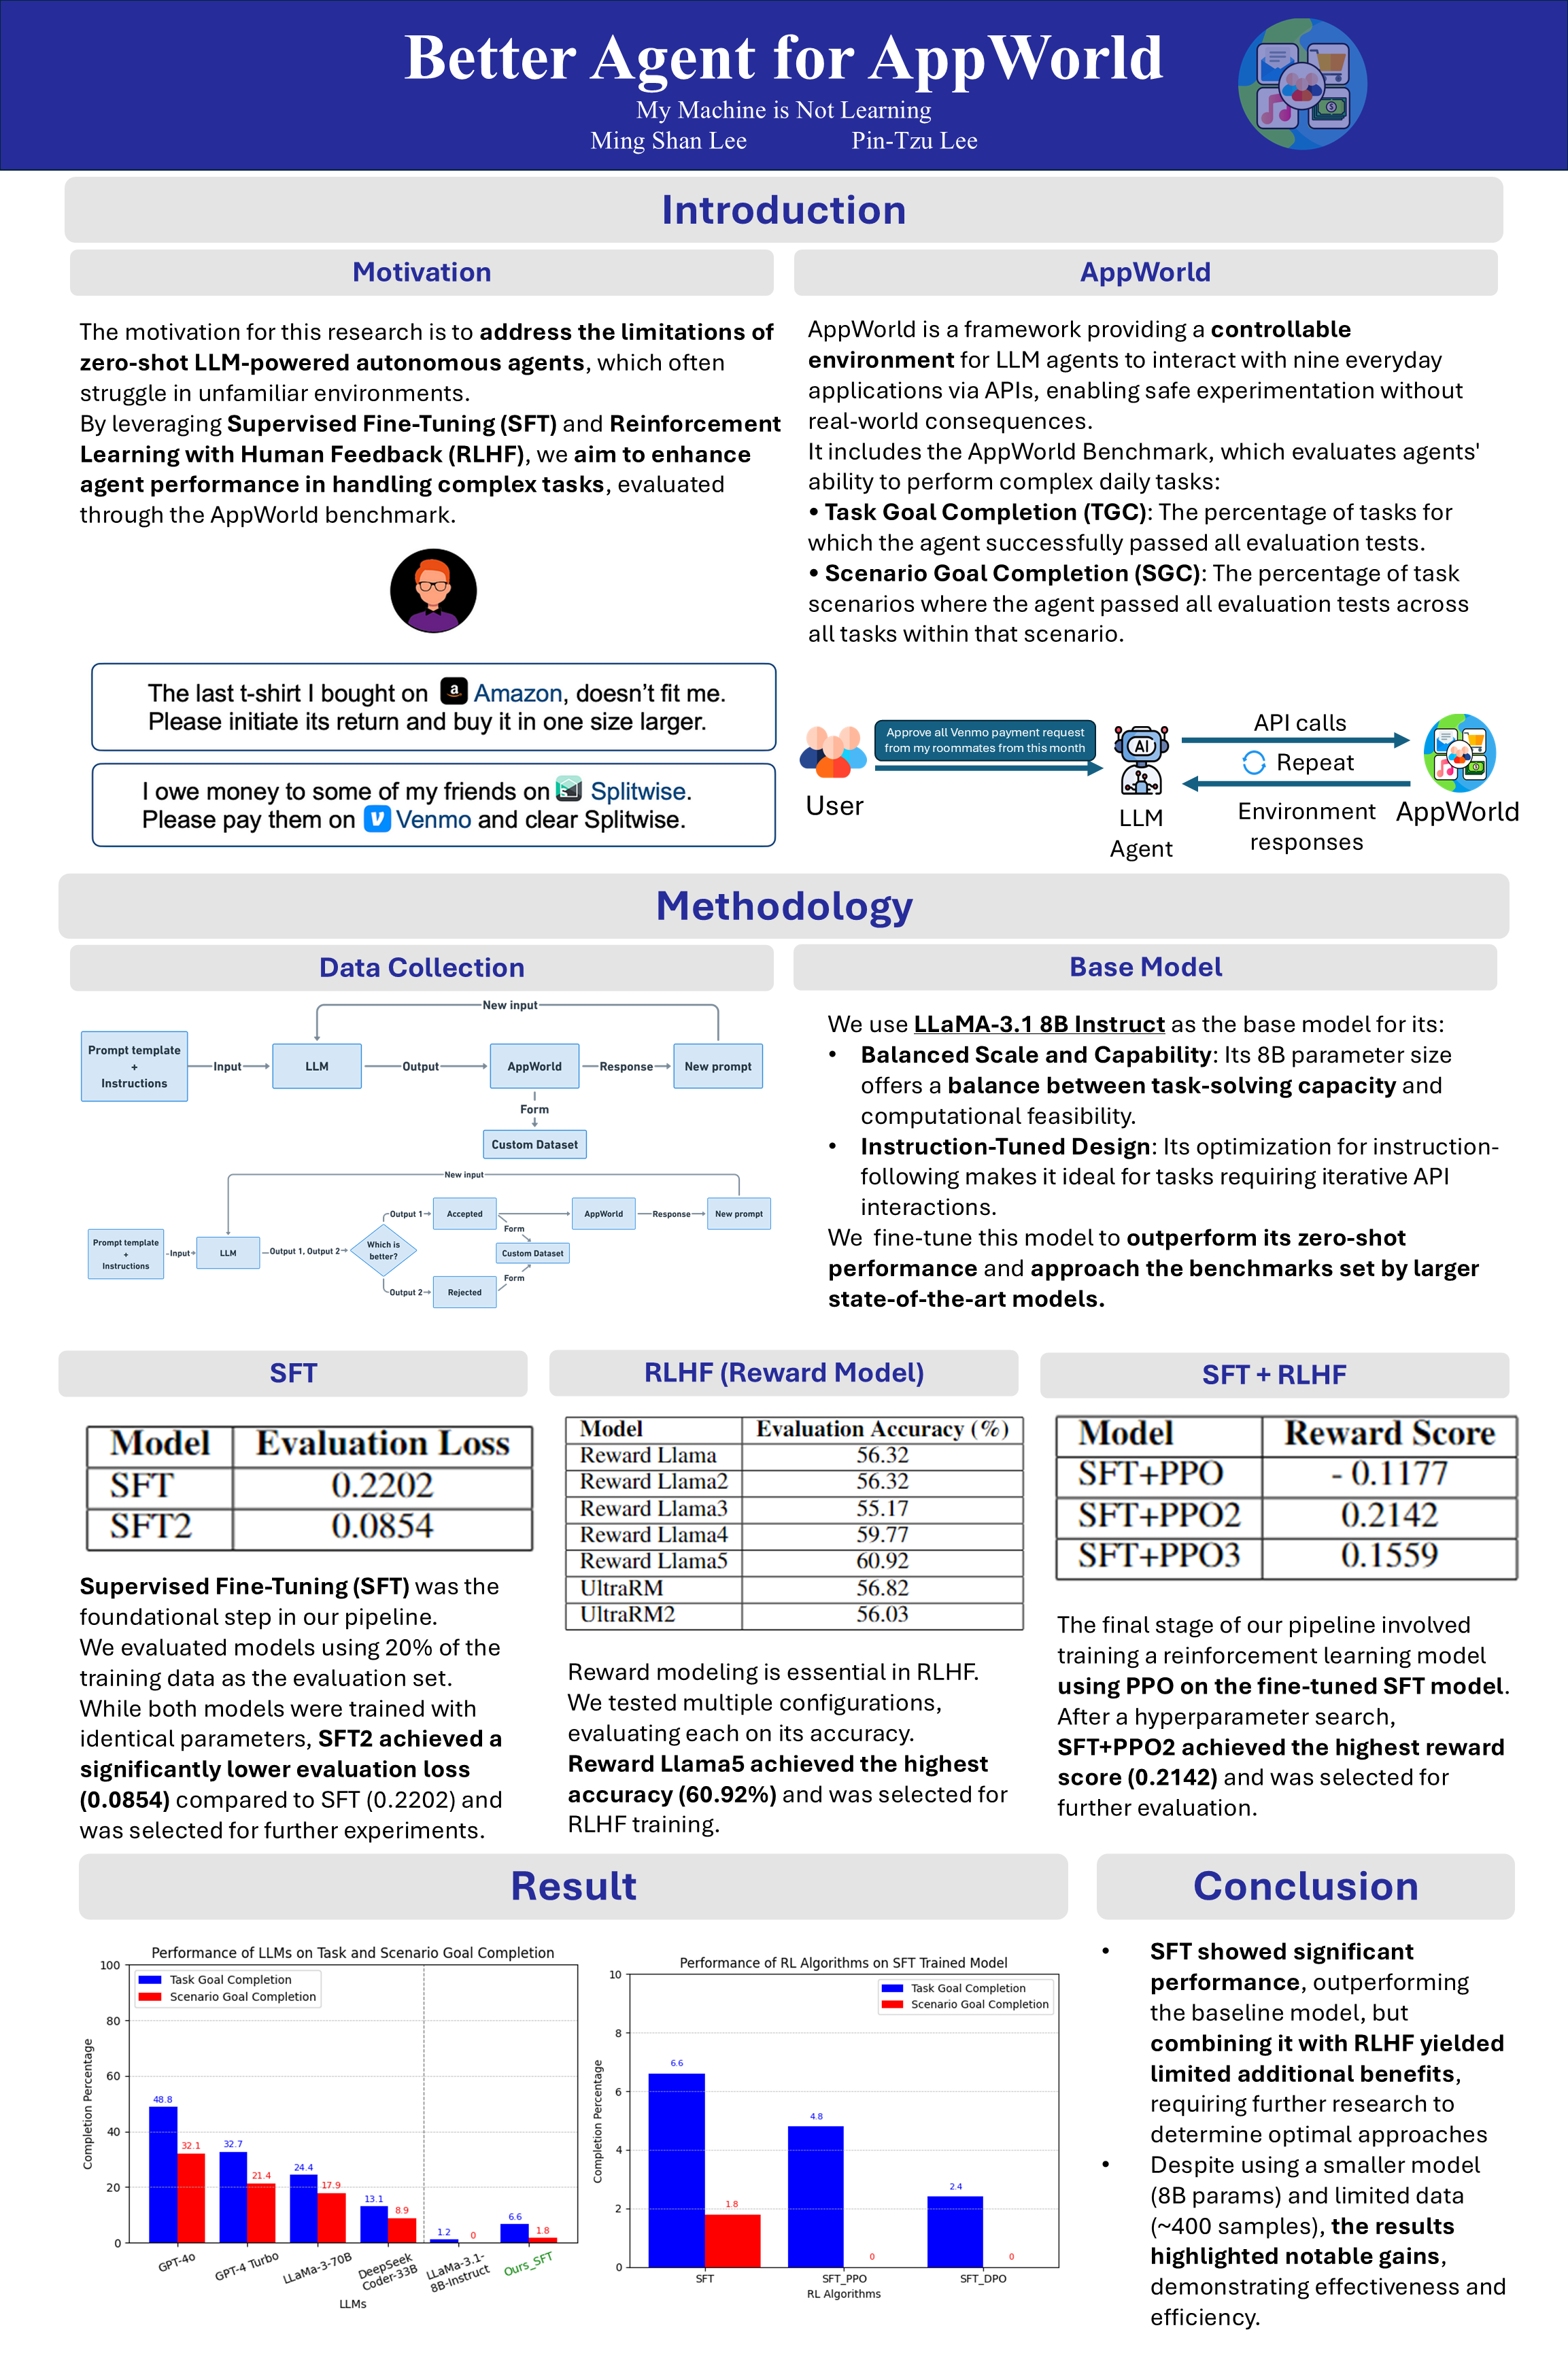 Better Agent for AppWorld
My Machine is Not Learning
Ming Shan Lee Pin-Tzu Lee
Introduction
Motivation
The motivation for this research is to address the limitations of
zero-shot LLM-powered autonomous agents, which often
struggle in unfamiliar environments.
By leveraging Supervised Fine-Tuning (SFT) and Reinforcement
Learning with Human Feedback (RLHF), we aim to enhance
agent performance in handling complex tasks, evaluated
through the AppWorld benchmark.
The last t-shirt I bought on a Amazon, doesn't fit me.
Please initiate its return and buy it in one size larger.
I owe money to some of my friends on Splitwise.
Please pay them on v Venmo and clear Splitwise.
AppWorld
AppWorld is a framework providing a controllable
environment for LLM agents to interact with nine everyday
applications via APIs, enabling safe experimentation without
real-world consequences.
It includes the AppWorld Benchmark, which evaluates agents'
ability to perform complex daily tasks:
• Task Goal Completion (TGC): The percentage of tasks for
which the agent successfully passed all evaluation tests.
• Scenario Goal Completion (SGC): The percentage of task
scenarios where the agent passed all evaluation tests across
all tasks within that scenario.
Approve all Venmo payment request
from my roommates from this month
User
AI
LLM
Agent
API calls
Repeat
Environment
responses
AppWorld
Methodology
Data Collection
New input
Prompt template
+
Instructions
Input
LLM
Output
AppWorld
Response
New prompt
Form
Custom Dataset
New input
Prompt template
+
Instructions
Input
LLM
Output 1, Output 2
Which is
better?
Output 1
Accepted
AppWorld
Response
New prompt
Form
Custom Dataset
Form
Output 2
Rejected
Base Model
We use LLaMA-3.1 8B Instruct as the base model for its:
• Balanced Scale and Capability: Its 8B parameter size
offers a balance between task-solving capacity and
computational feasibility.
• Instruction-Tuned Design: Its optimization for instruction-
following makes it ideal for tasks requiring iterative API
interactions.
We fine-tune this model to outperform its zero-shot
performance and approach the benchmarks set by larger
state-of-the-art models.
SFT
Model Evaluation Loss
SFT 0.2202
SFT2 0.0854
Supervised Fine-Tuning (SFT) was the
foundational step in our pipeline.
We evaluated models using 20% of the
training data as the evaluation set.
While both models were trained with
identical parameters, SFT2 achieved a
significantly lower evaluation loss
(0.0854) compared to SFT (0.2202) and
was selected for further experiments.
RLHF (Reward Model)
Model Evaluation Accuracy (%)
Reward Llama 56.32
Reward Llama2 56.32
Reward Llama3 55.17
Reward Llama4 59.77
Reward Llama5 60.92
UltraRM 56.82
UltraRM2 56.03
Reward modeling is essential in RLHF.
We tested multiple configurations,
evaluating each on its accuracy.
Reward Llama5 achieved the highest
accuracy (60.92%) and was selected for
RLHF training.
SFT + RLHF
Model Reward Score
SFT+PPO - 0.1177
SFT+PPO2 0.2142
SFT+PPO3 0.1559
The final stage of our pipeline involved
training a reinforcement learning model
using PPO on the fine-tuned SFT model.
After a hyperparameter search,
SFT+PPO2 achieved the highest reward
score (0.2142) and was selected for
further evaluation.
Result
Performance of LLMs on Task and Scenario Goal Completion
Task Goal Completion
Scenario Goal Completion
Completion Percentage
100
80
60
40
20
0
48.8
32.1
32.7
21.4
24.4
17.9
13.1
8.9
1.2
0
6.6
1.8
GPT-4o
GPT-4 Turbo
LLaMa-3-70B
DeepSeek
Coder-33B
LLaMa-3.1-
8B-Instruct
Ours_SFT
LLMs
Performance of RL Algorithms on SFT Trained Model
Task Goal Completion
Scenario Goal Completion
Completion Percentage
10
8
6
4
2
0
6.6
1.8
4.8
0
2.4
0
SFT
SFT_PPO
SFT_DPO
RL Algorithms
Conclusion
• SFT showed significant
performance, outperforming
the baseline model, but
combining it with RLHF yielded
limited additional benefits,
requiring further research to
determine optimal approaches
• Despite using a smaller model
(8B params) and limited data
(~400 samples), the results
highlighted notable gains,
demonstrating effectiveness and
efficiency.